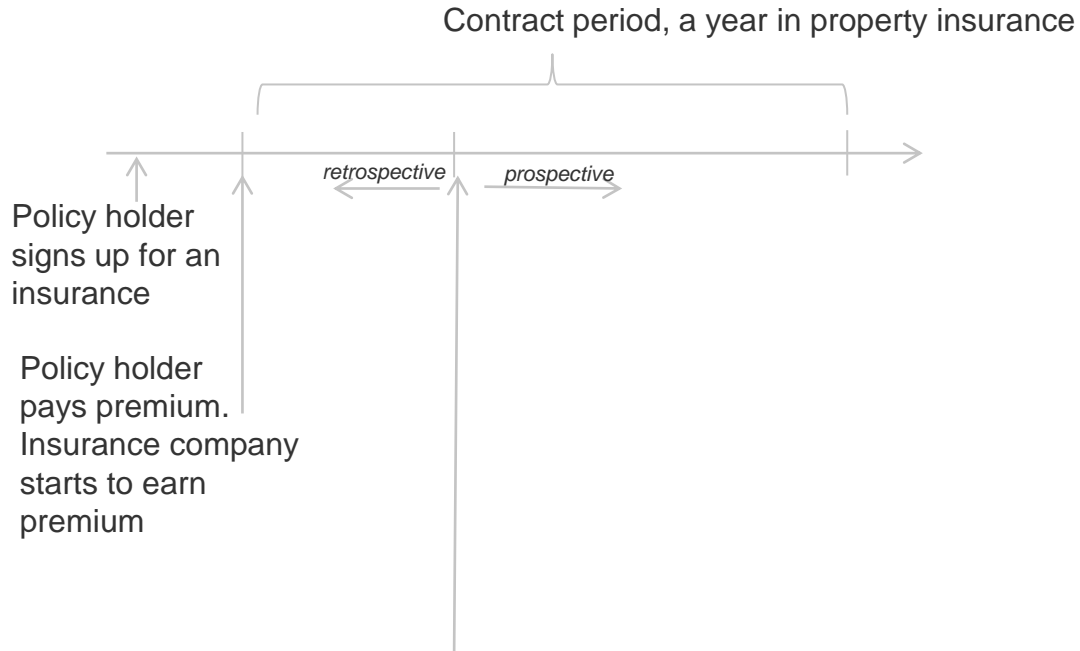 Contract period, a year in property insurance
retrospective
prospective
Policy holder
signs up for an
insurance
Policy holder
pays premium.
Insurance company
starts to earn
premium